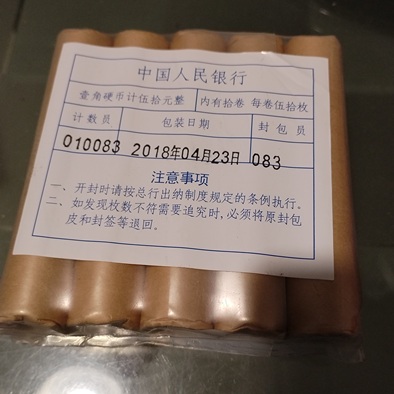 中国人民银行
壹角硬币计伍拾元整 内有拾卷 每卷伍拾枚
计数员 包装日期 封包员
010083 2018年04月23日 083
注意事项
一、开封时请按总行出纳制度规定的条例执行。
二、如发现枚数不符需要追究时,必须将原封包
皮和封签等退回。